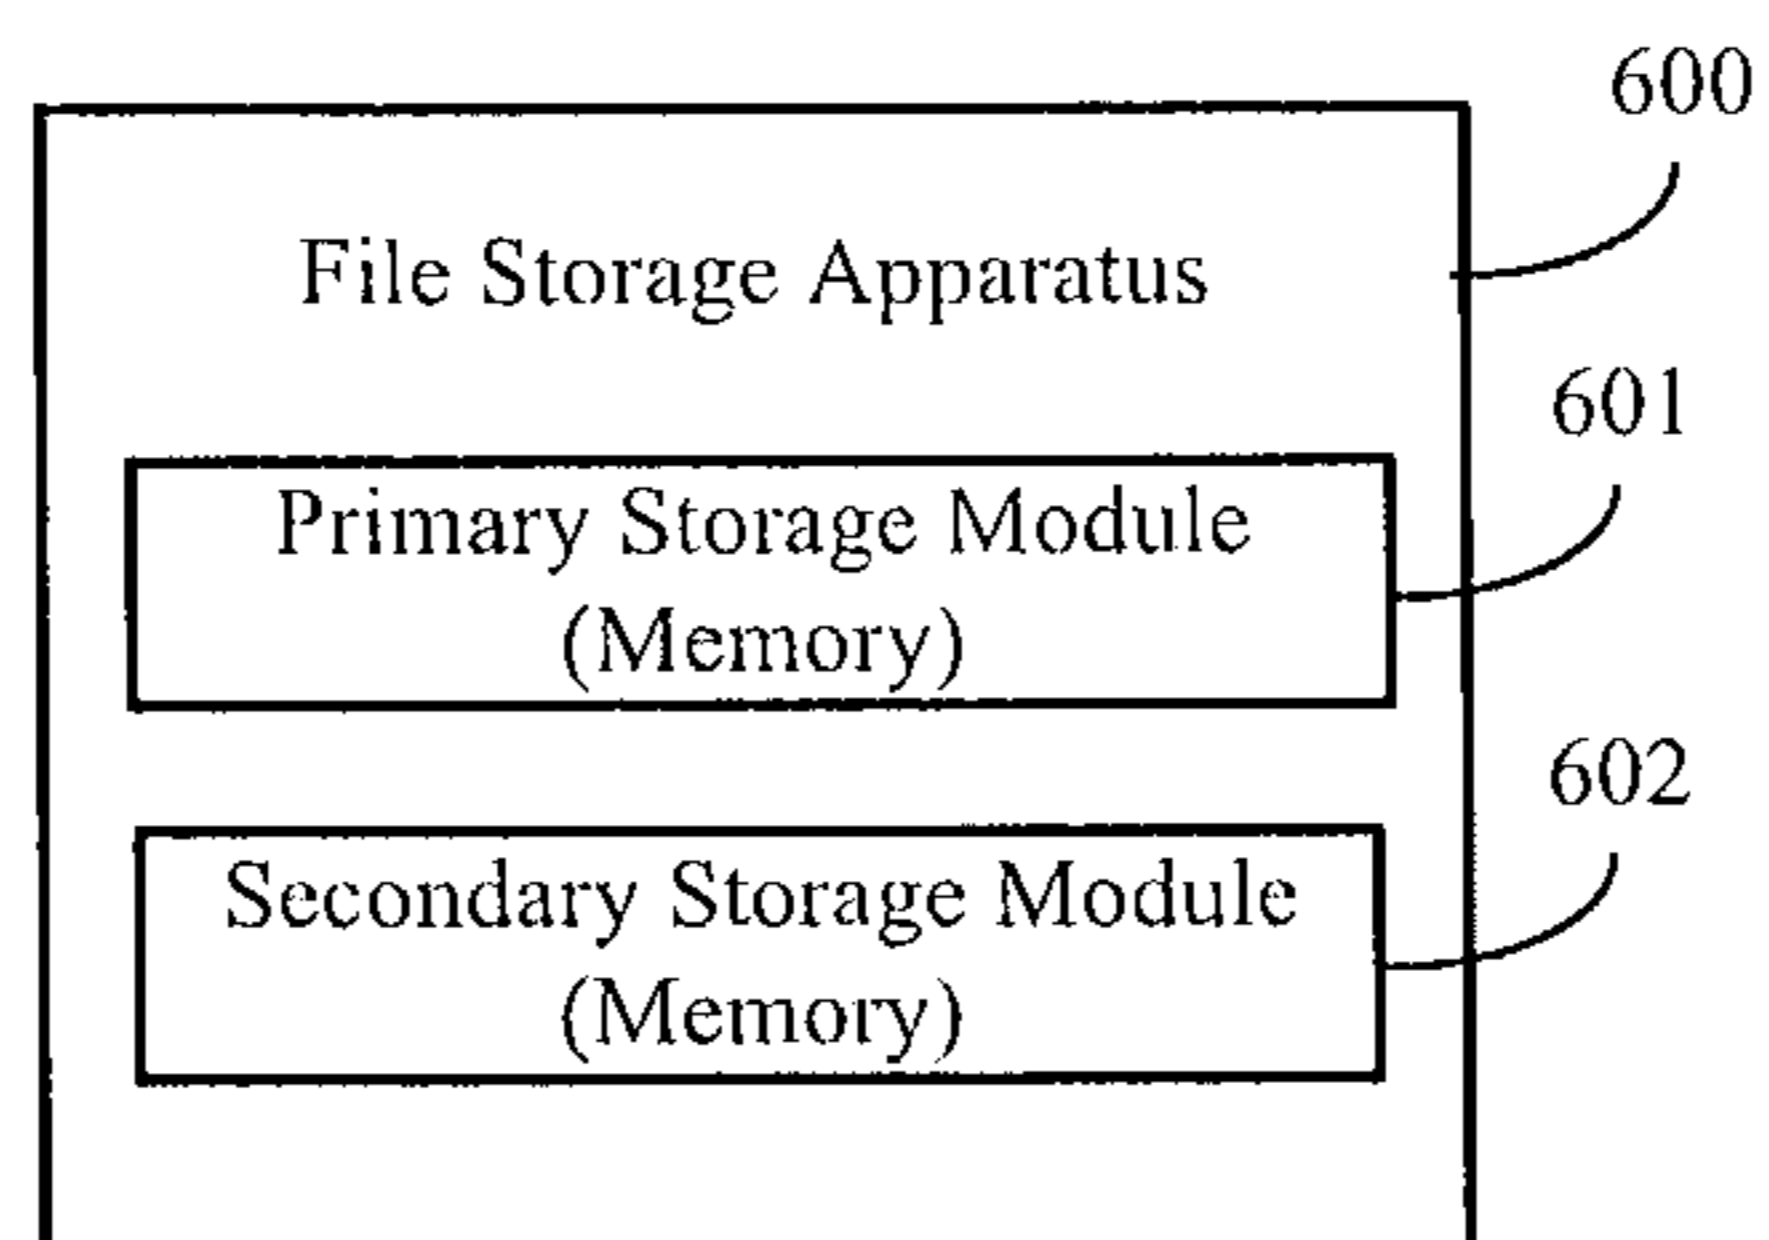 600
File Storage Apparatus
601
Primary Storage Module
(Memory)
602
Secondary Storage Module
(Memory)